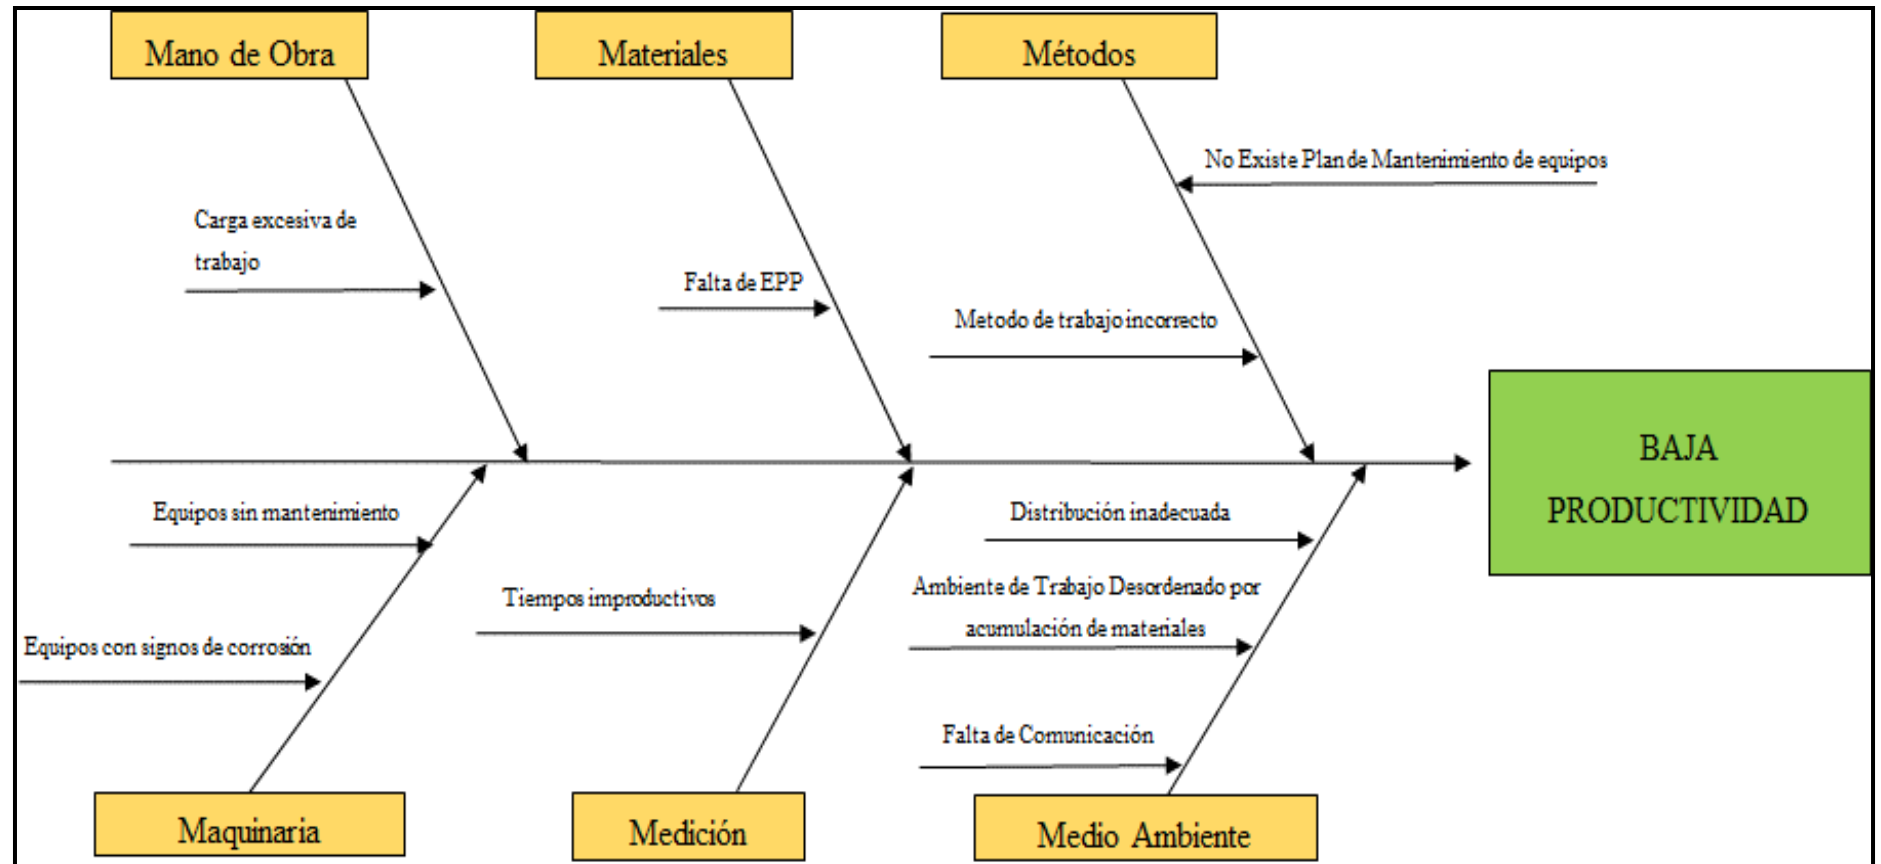 Mano de Obra
Materiales
Métodos
No Existe Plan de Mantenimiento de equipos
Carga excesiva de
trabajo
Falta de EPP
Metodo de trabajo incorrecto
BAJA
PRODUCTIVIDAD
Equipos sin mantenimiento
Distribución inadecuada
Tiempos improductivos
Ambiente de Trabajo Desordenado por
acumulación de materiales
Equipos con signos de corrosión
Falta de Comunicación
Maquinaria
Medición
Medio Ambiente